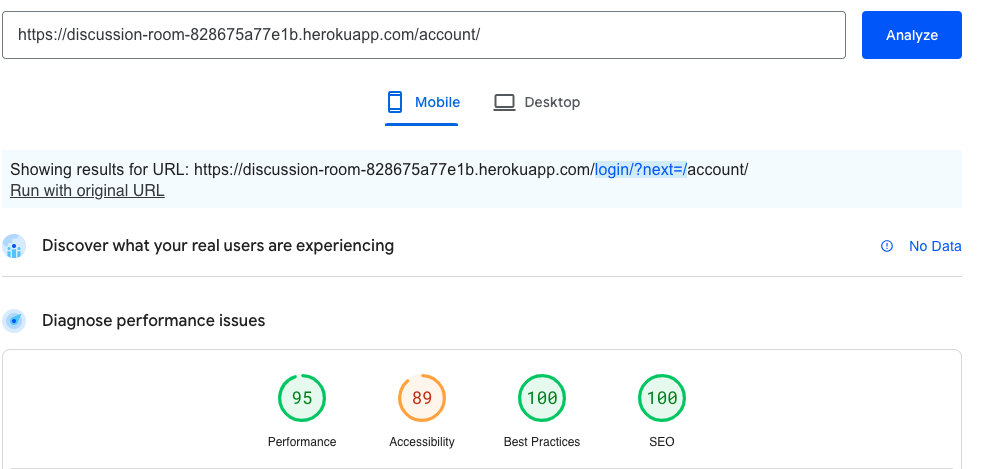 https://discussion-room-828675a77e1b.herokuapp.com/account/
Analyze
Mobile
Desktop
Showing results for URL: https://discussion-room-828675a77e1b.herokuapp.com/login/?next=/account/
Run with original URL
Discover what your real users are experiencing
No Data
Diagnose performance issues
95
89
100
100
Performance
Accessibility
Best Practices
SEO